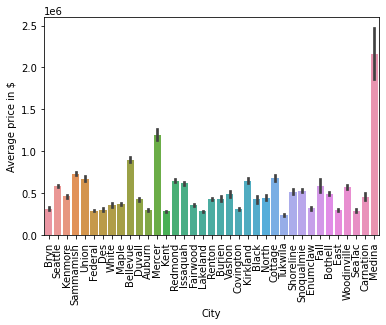 1e6
2.5
2.0
1.5
1.0
0.5
0.0
Average price in $
Bryn
Seattle
Kenmore
Sammamish
Union
Federal
Des
White
Maple
Bellevue
Duvall
Auburn
Mercer
Kent
Redmond
Issaquah
Fairwood
Lakeland
Renton
Burien
Vashon
Covington
Kirkland
Black
North
Cottage
Tukwilla
Shoreline
Snoqualmie
Enumclaw
Fall
Bothell
East
Woodinville
SeaTac
Carnation
Medina
City